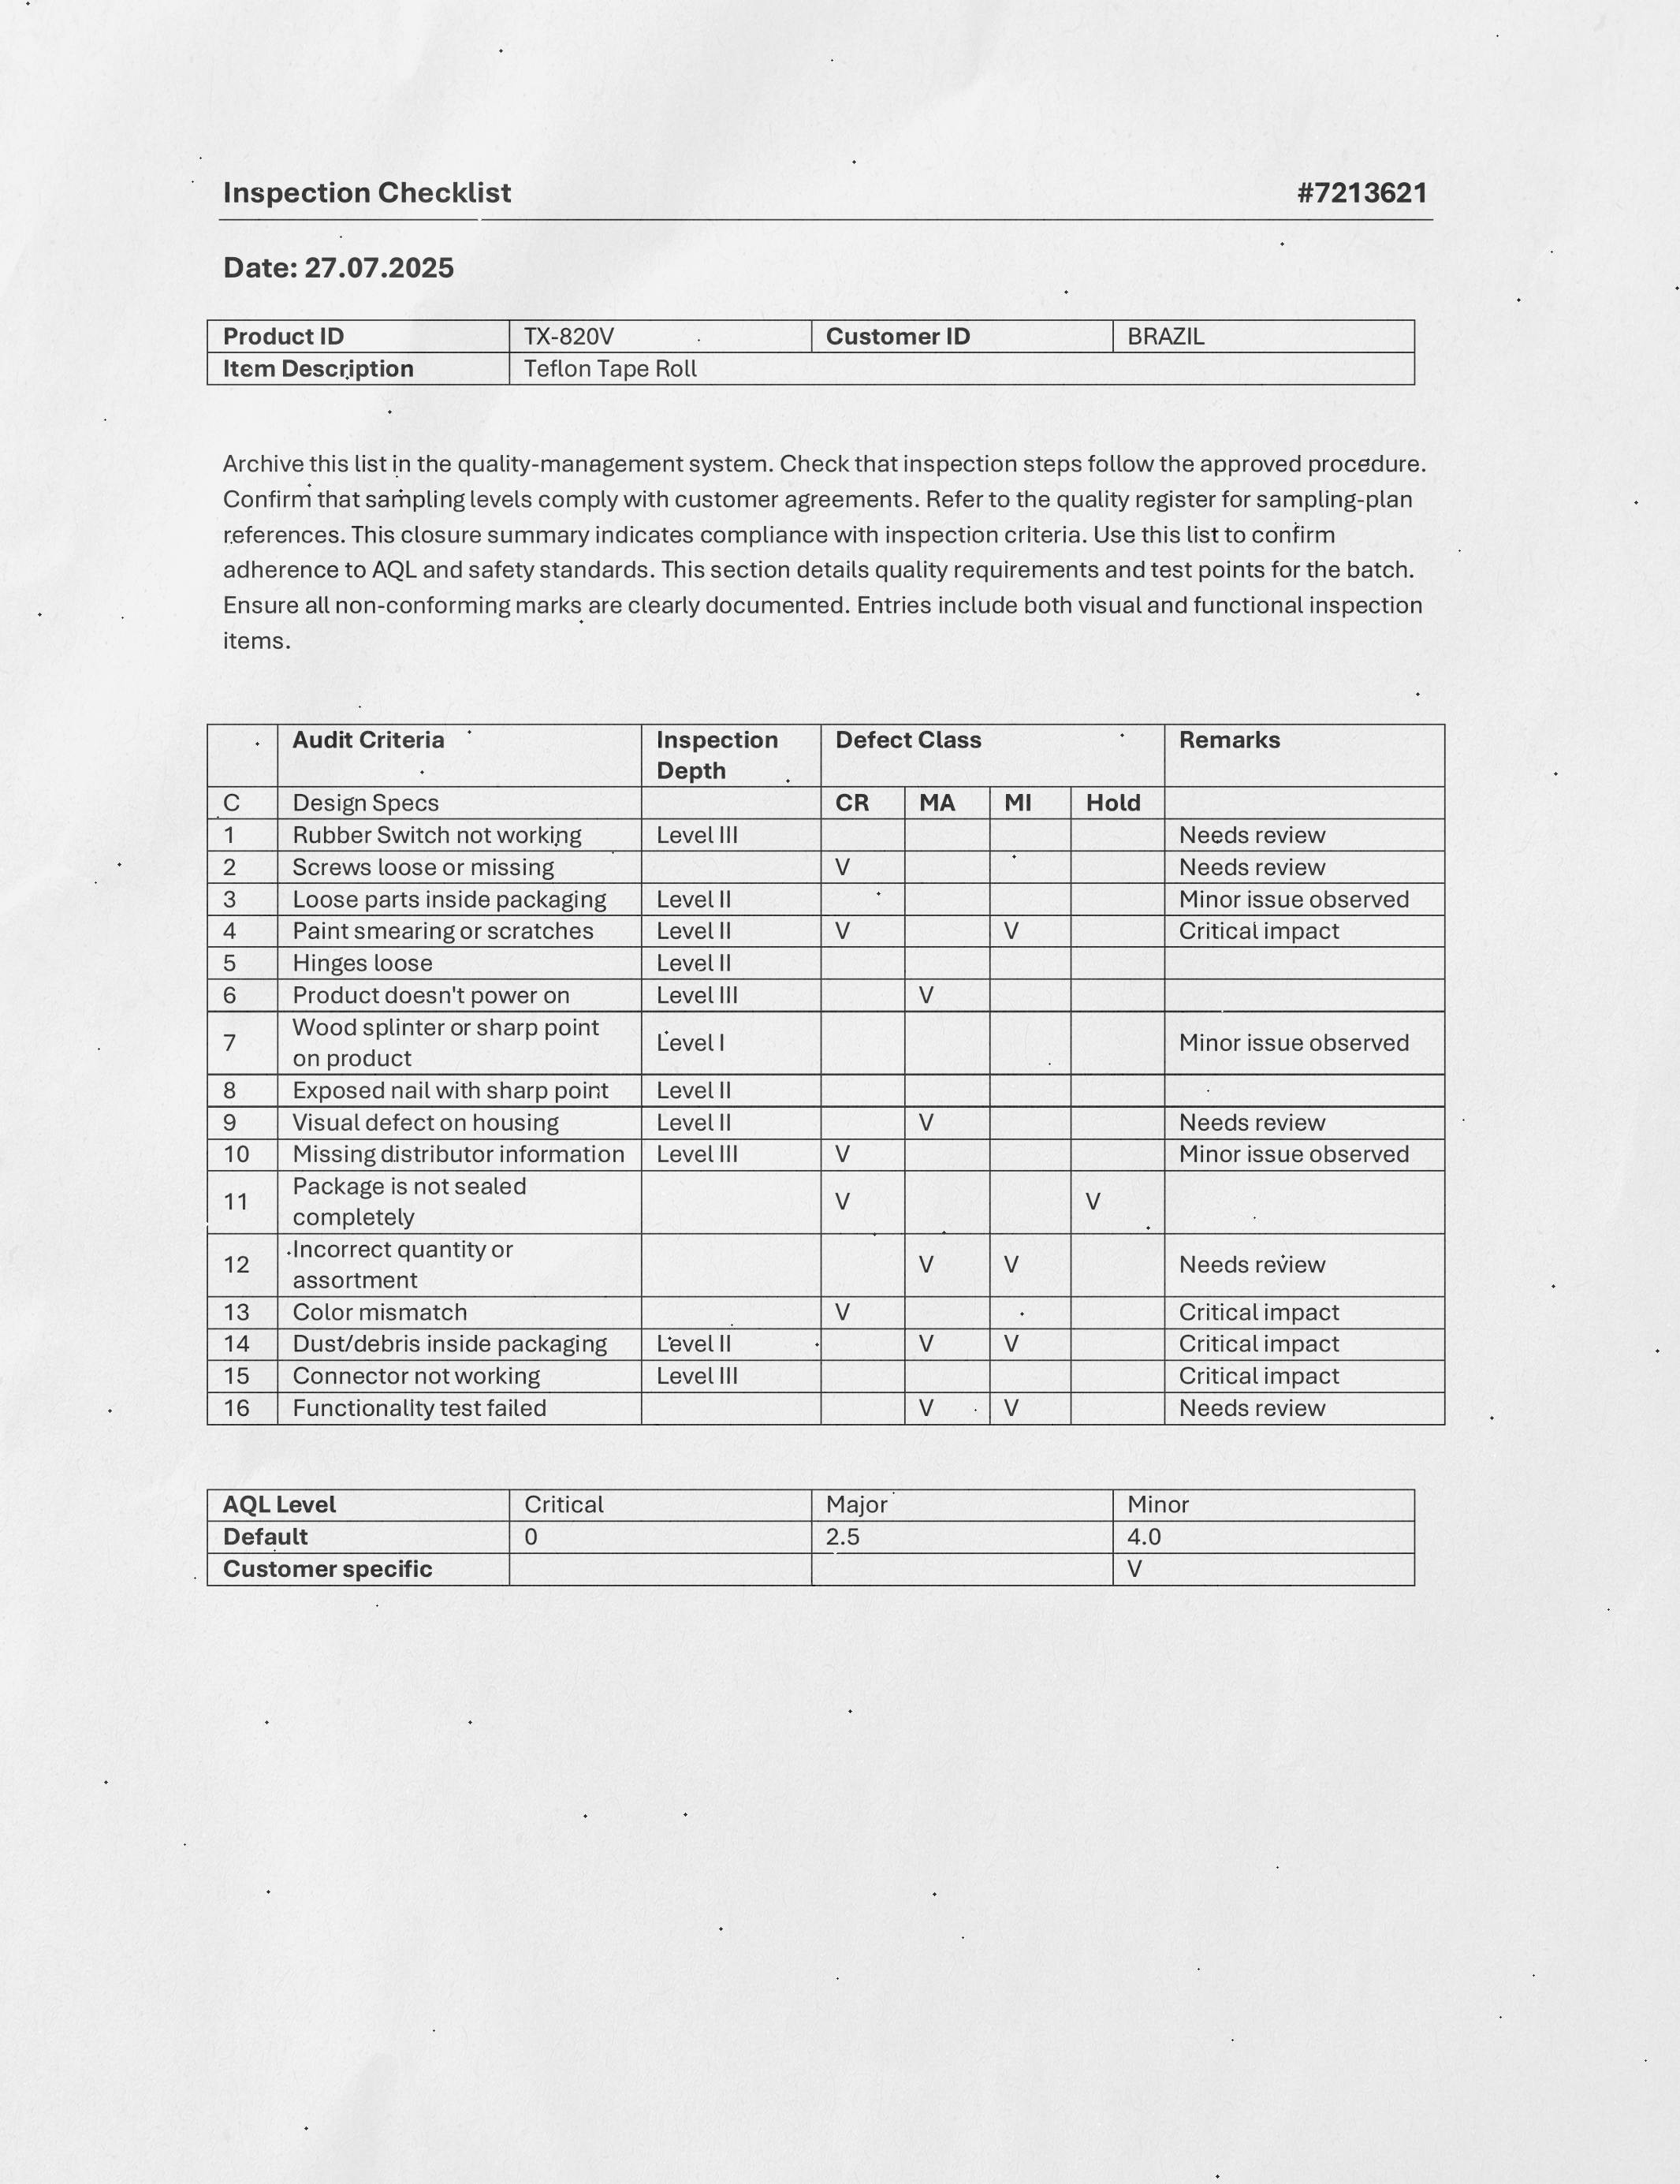 Inspection Checklist #7213621
Date: 27.07.2025
Product ID TX-820V Customer ID BRAZIL
Item Description Teflon Tape Roll
Archive this list in the quality-management system. Check that inspection steps follow the approved procedure.
Confirm that sampling levels comply with customer agreements. Refer to the quality register for sampling-plan
references. This closure summary indicates compliance with inspection criteria. Use this list to confirm
adherence to AQL and safety standards. This section details quality requirements and test points for the batch.
Ensure all non-conforming marks are clearly documented. Entries include both visual and functional inspection
items.
Audit Criteria Inspection Defect Class Remarks
Depth
C Design Specs CR MA MI Hold
1 Rubber Switch not working Level III Needs review
2 Screws loose or missing V Needs review
3 Loose parts inside packaging Level II Minor issue observed
4 Paint smearing or scratches Level II V V Critical impact
5 Hinges loose Level II
6 Product doesn't power on Level III V
7 Wood splinter or sharp point Level I Minor issue observed
on product
8 Exposed nail with sharp point Level II
9 Visual defect on housing Level II V Needs review
10 Missing distributor information Level III V Minor issue observed
11 Package is not sealed V V
completely
12 Incorrect quantity or V V Needs review
assortment
13 Color mismatch V Critical impact
14 Dust/debris inside packaging Level II V V Critical impact
15 Connector not working Level III Critical impact
16 Functionality test failed V V Needs review
AQL Level Critical Major Minor
Default 0 2.5 4.0
Customer specific V